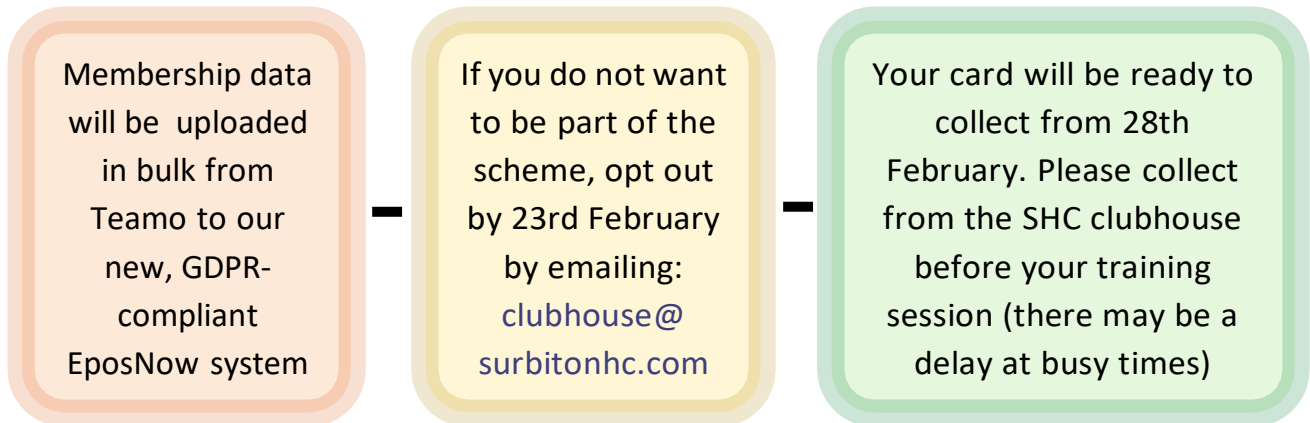 Membership data
will be uploaded
in bulk from
Teamo to our
new, GDPR-
compliant
EposNow system
-
If you do not want
to be part of the
scheme, opt out
by 23rd February
by emailing:
clubhouse@
surbitonhc.com
-
Your card will be ready to
collect from 28th
February. Please collect
from the SHC clubhouse
before your training
session (there may be a
delay at busy times)